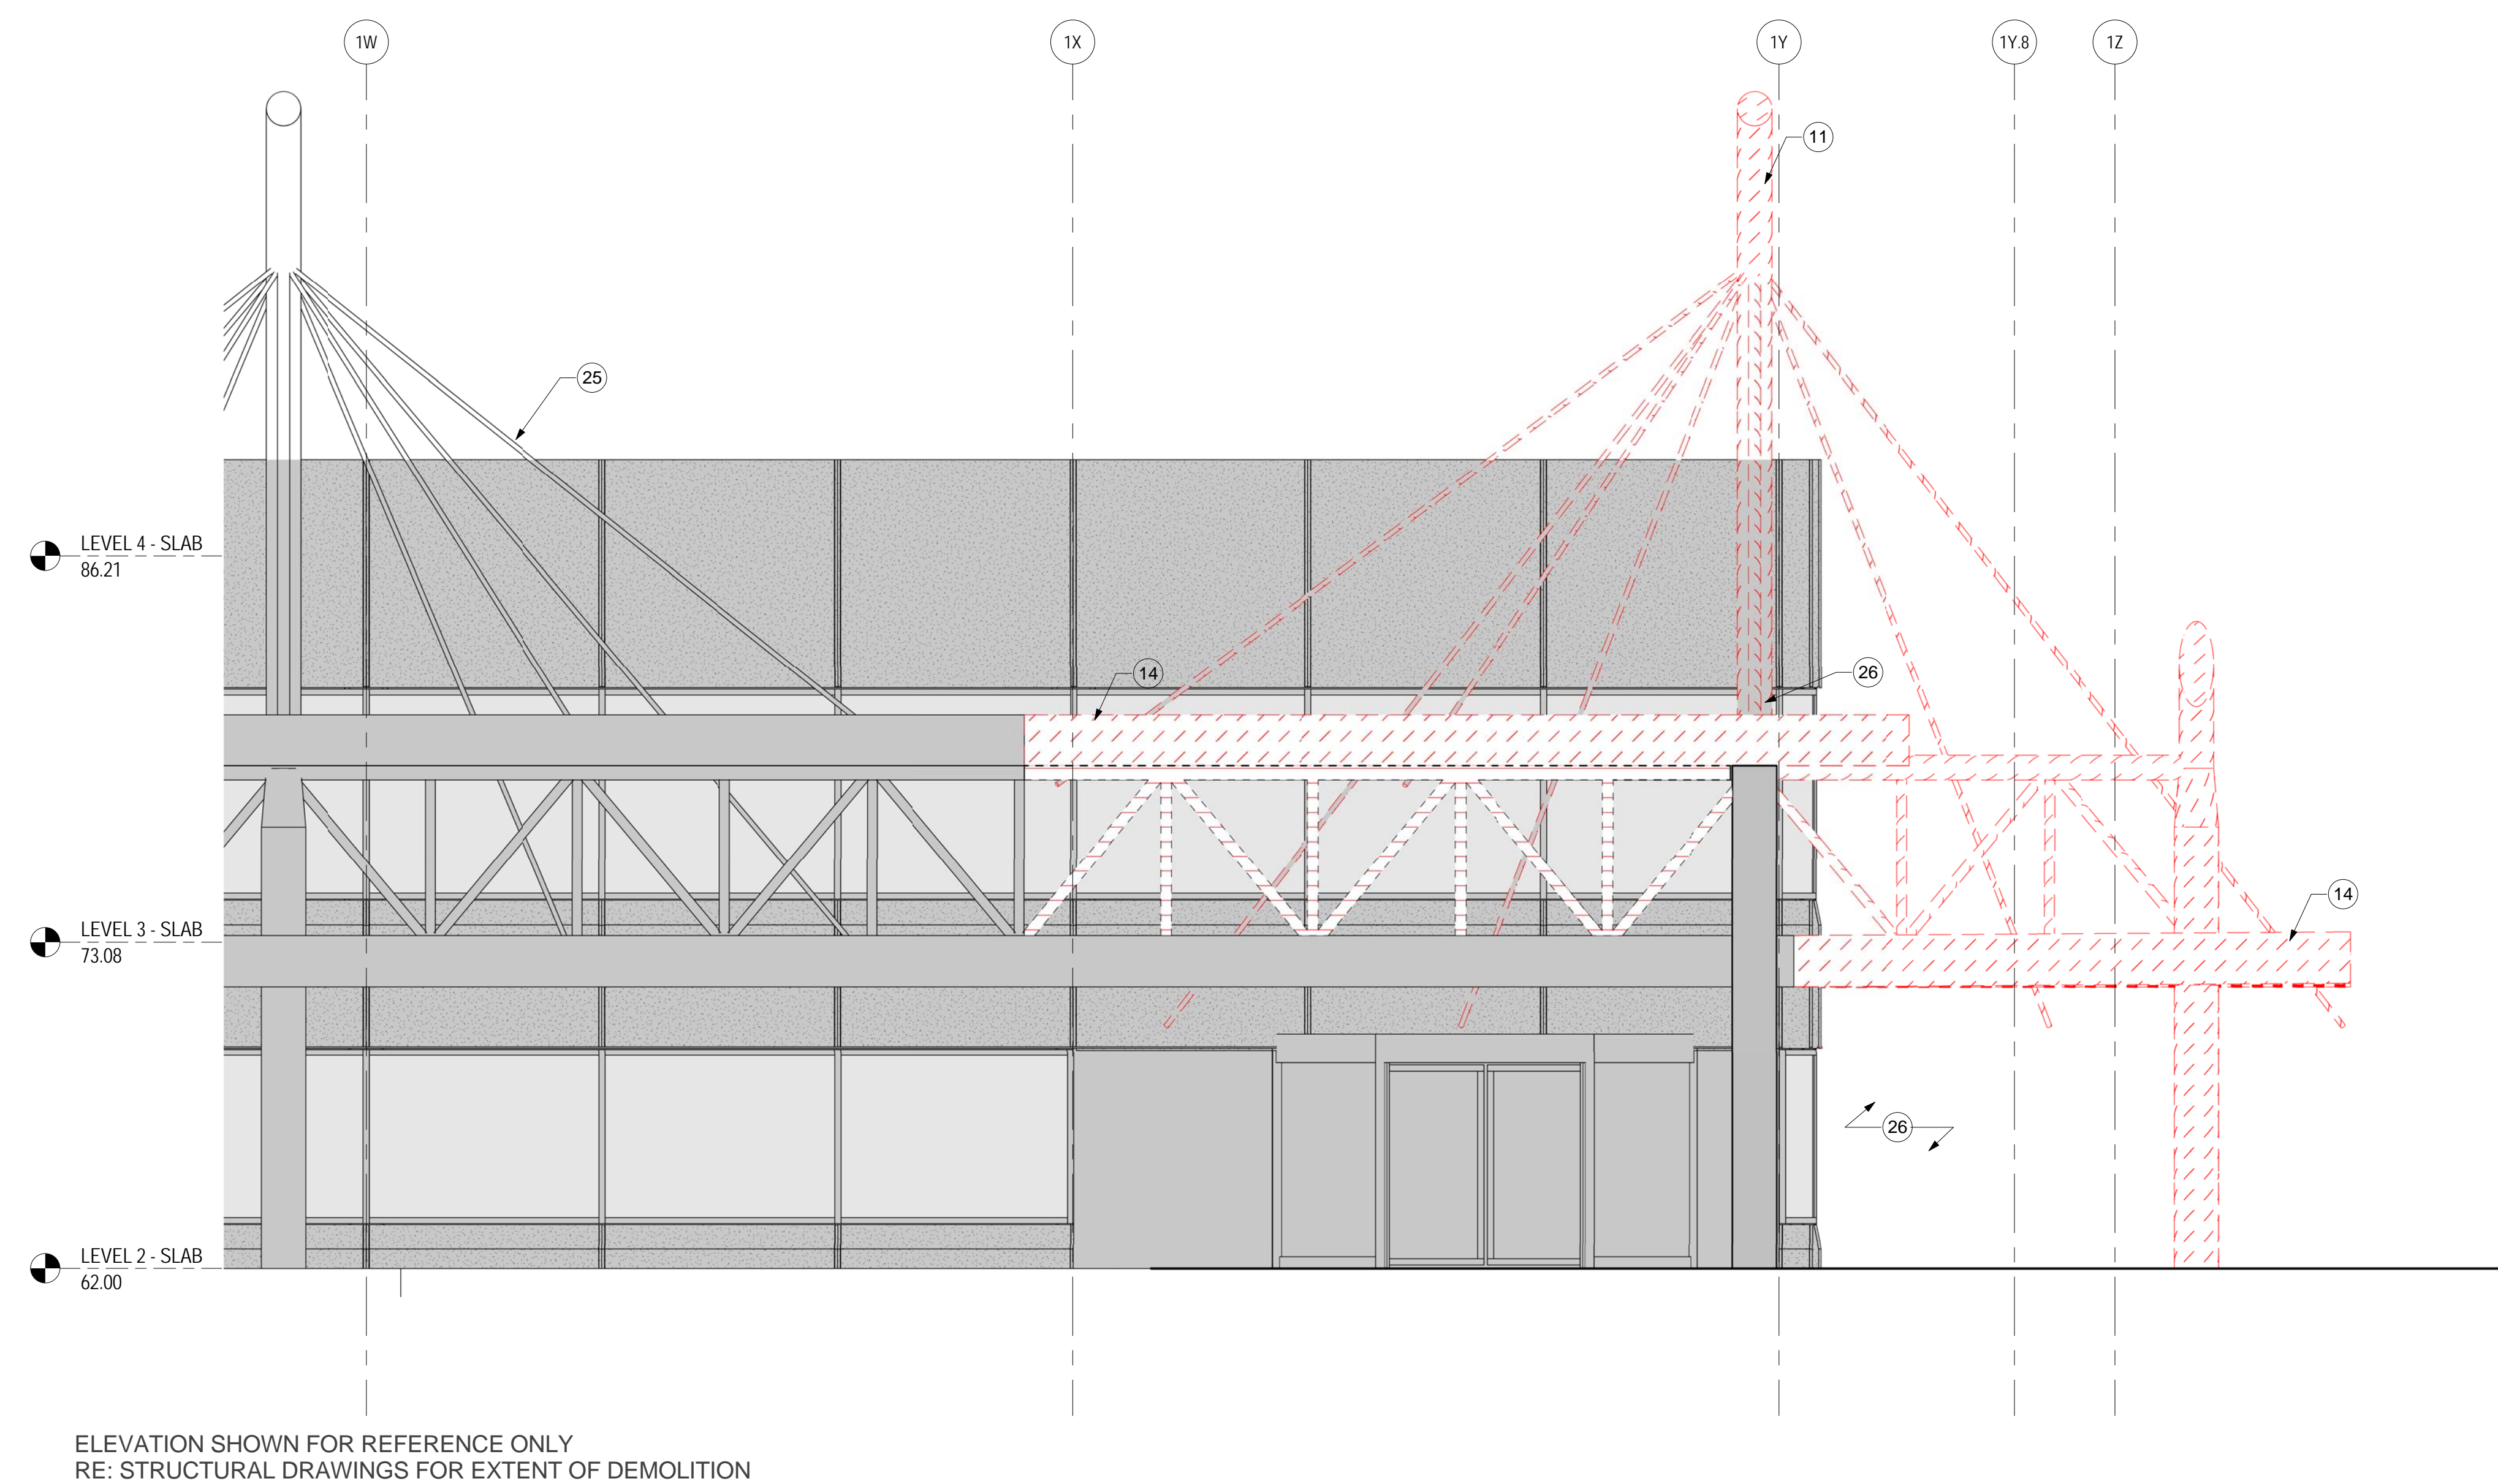 1W
1X
1Y
1Y.8
1Z
11
25
LEVEL 4 - SLAB
86.21
14
26
14
LEVEL 3 - SLAB
73.08
26
LEVEL 2 - SLAB
62.00
ELEVATION SHOWN FOR REFERENCE ONLY
RE: STRUCTURAL DRAWINGS FOR EXTENT OF DEMOLITION